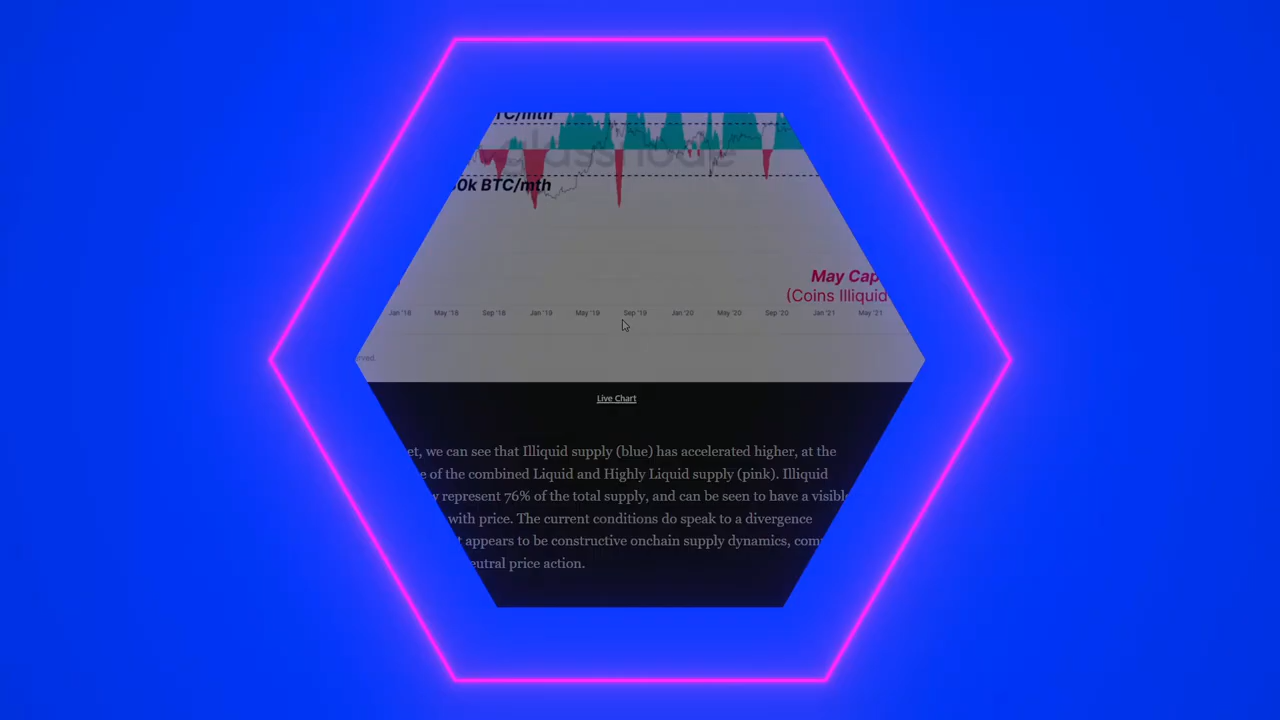 TC/mth
glassnode
0k BTC/mth
May Cap
(Coins Illiquid
Jan '18 May '18 Sep '18 Jan '19 May '19 Sep '19 Jan '20 May '20 Sep '20 Jan '21 May '21
rved.
Live Chart
et, we can see that Illiquid supply (blue) has accelerated higher, at the
e of the combined Liquid and Highly Liquid supply (pink). Illiquid
w represent 76% of the total supply, and can be seen to have a visible
with price. The current conditions do speak to a divergence
t appears to be constructive onchain supply dynamics, com
eutral price action.